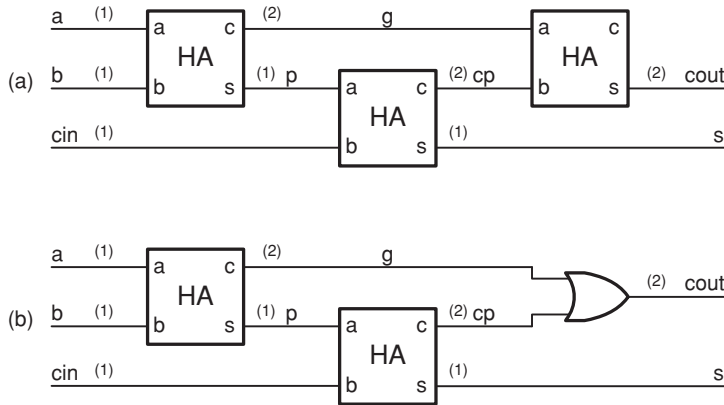 a (1) a c (2) g a c
HA HA
(a) b (1) b s (1) p a c (2) cp b s (2) cout
HA
cin (1) b s (1) s
a (1) a c (2) g
HA (2) cout
(b) b (1) b s (1) p a c (2) cp
HA
cin (1) b s (1) s